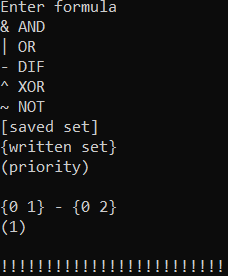 Enter formula
& AND
| OR
- DIF
^ XOR
~ NOT
[saved set]
{written set}
(priority)
{0 1} - {0 2}
(1)
!!!!!!!!!!!!!!!!!!!!!!!!!